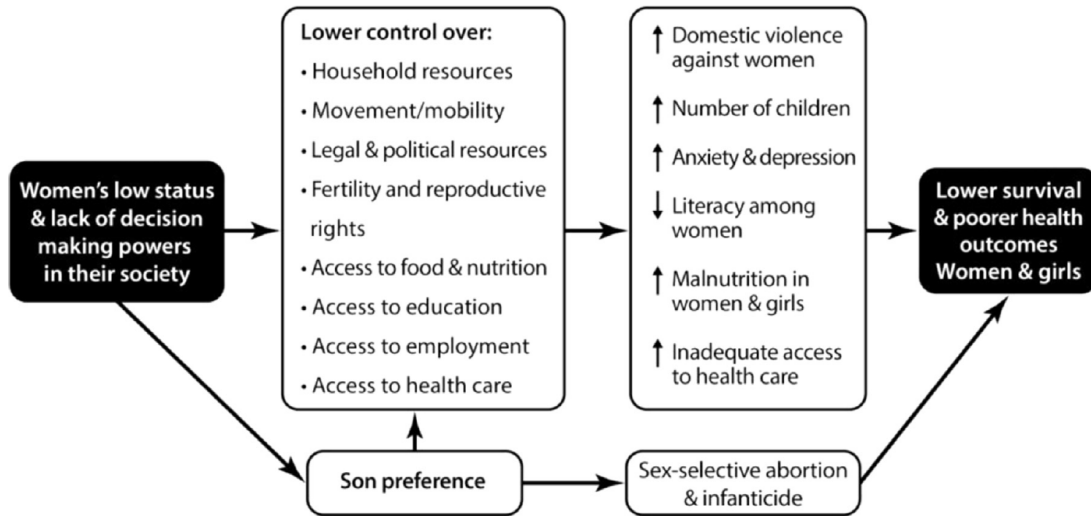 Women's low status
& lack of decision
making powers
in their society
Lower control over:
• Household resources
• Movement/mobility
• Legal & political resources
• Fertility and reproductive
rights
• Access to food & nutrition
• Access to education
• Access to employment
• Access to health care
↑ Domestic violence
against women
↑ Number of children
↑ Anxiety & depression
↓ Literacy among
women
↑ Malnutrition in
women & girls
↑ Inadequate access
to health care
Lower survival
& poorer health
outcomes
Women & girls
Son preference
Sex-selective abortion
& infanticide